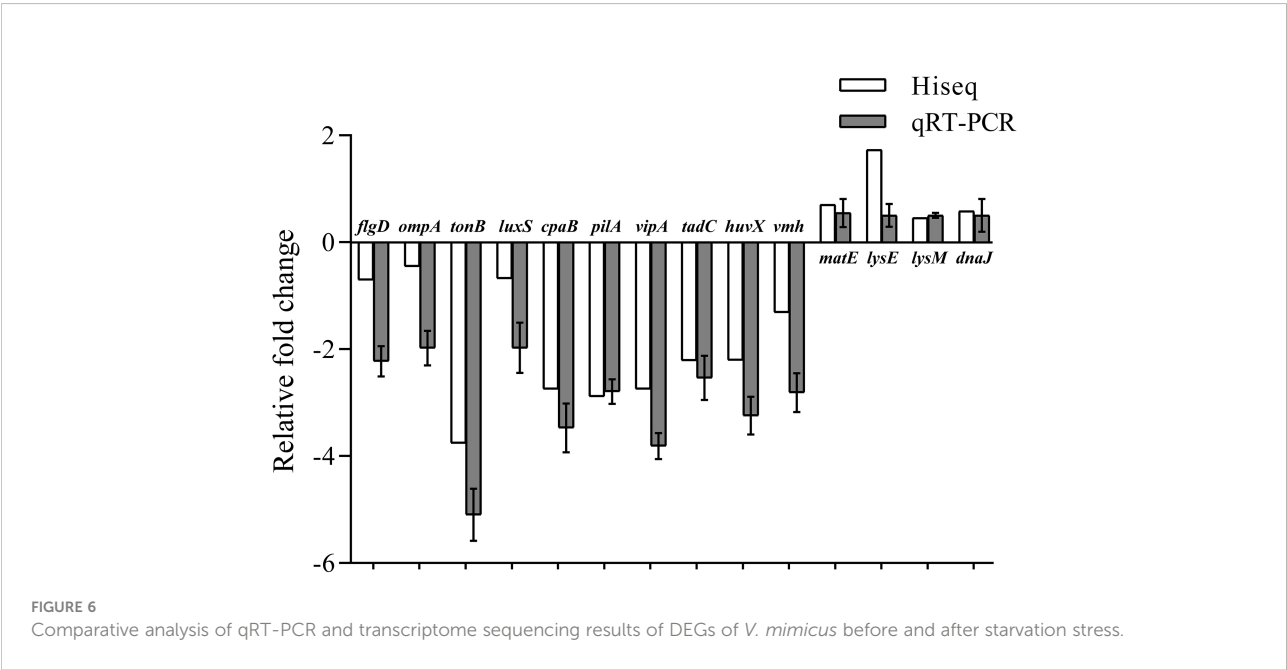 Hiseq
qRT-PCR
2
0
-2
-4
-6
Relative fold change
flgD ompA tonB luxS cpaB pilA vipA tadC huvX vmh
matE lysE lysM dnaJ
FIGURE 6
Comparative analysis of qRT-PCR and transcriptome sequencing results of DEGs of V. mimicus before and after starvation stress.